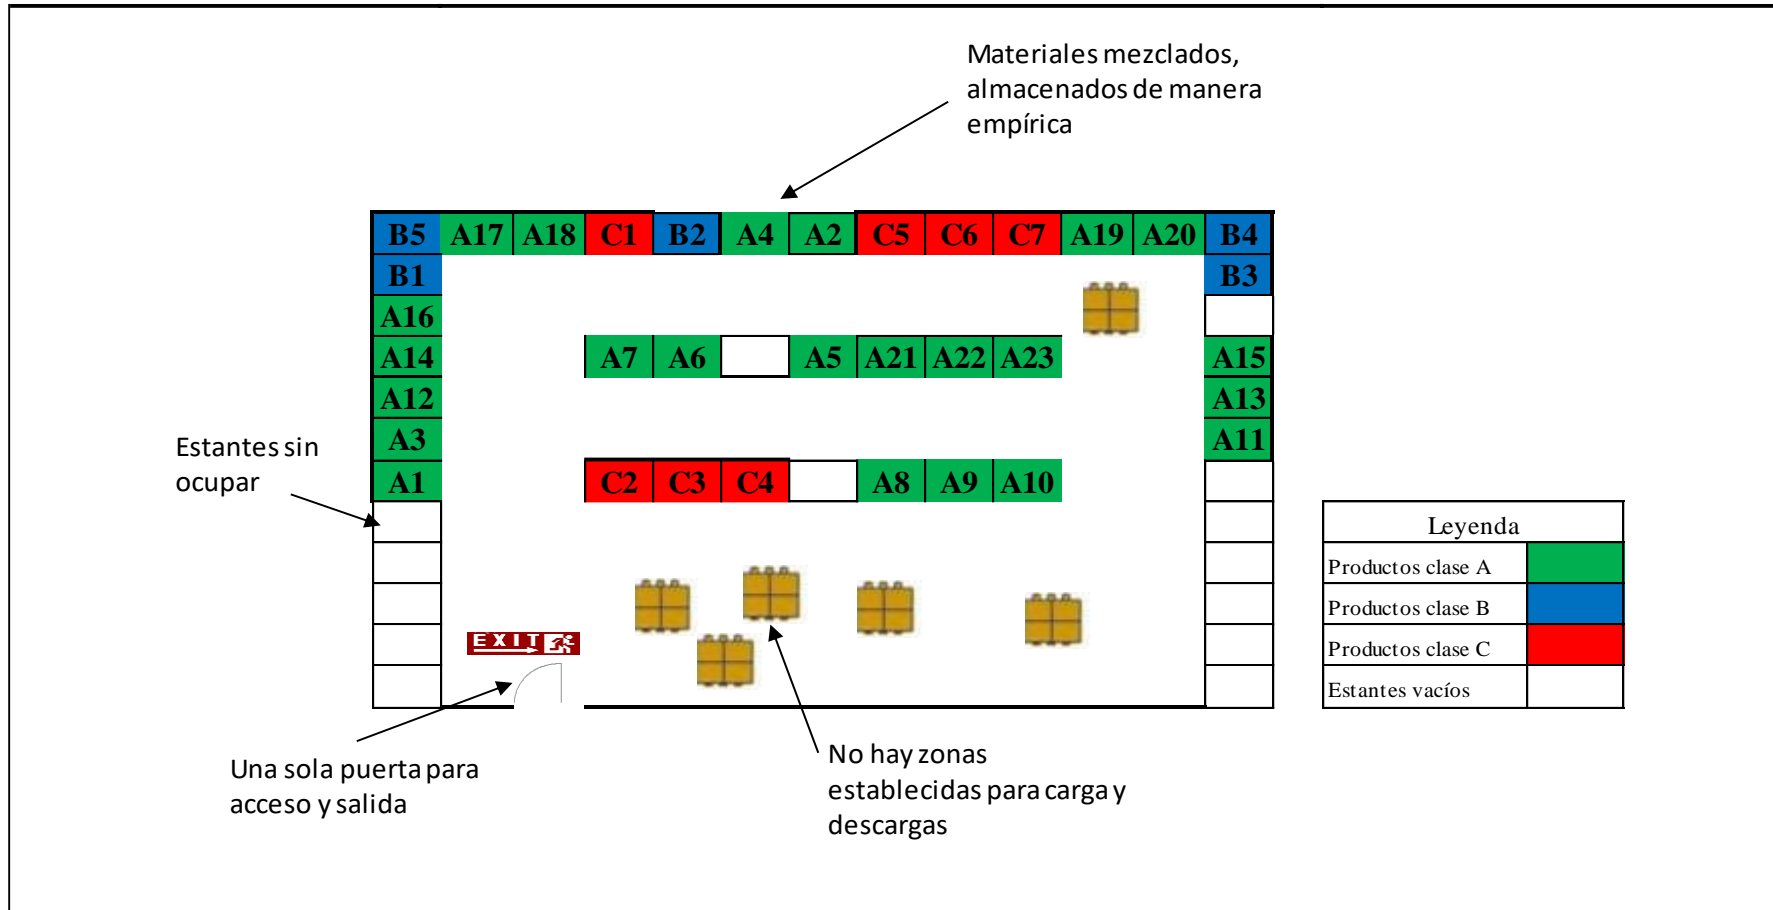 Materiales mezclados,
almacenados de manera
empírica
B5 A17 A18 C1 B2 A4 A2 C5 C6 C7 A19 A20 B4
B1 B3
A16
A14 A7 A6 A5 A21 A22 A23 A15
A12 A13
A3 A11
Estantes sin
ocupar
A1 C2 C3 C4 A8 A9 A10
Leyenda
Productos clase A
Productos clase B
Productos clase C
Estantes vacíos
EXIT
Una sola puerta para
acceso y salida
No hay zonas
establecidas para carga y
descargas